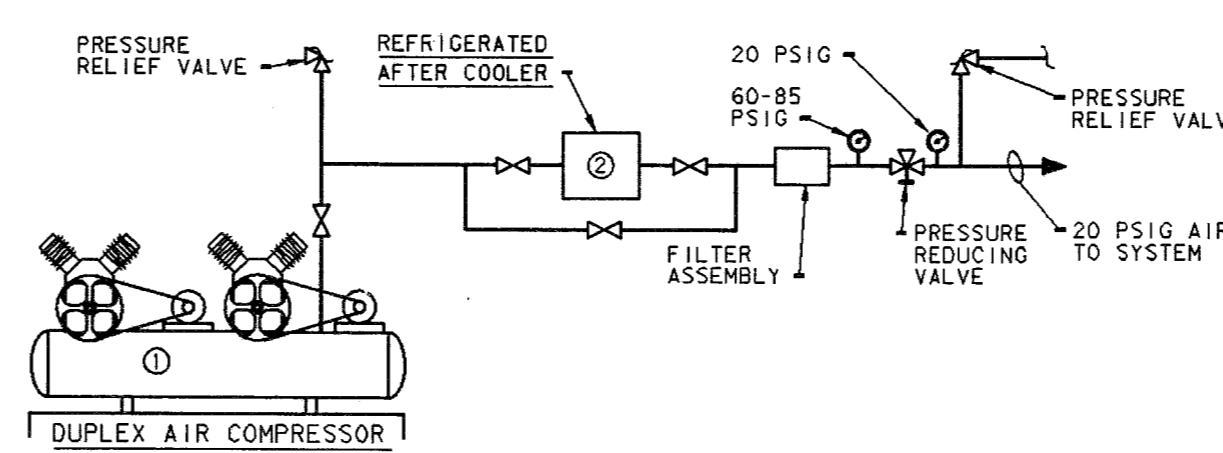 PRESSURE
RELIEF VALVE
REFRIGERATED
AFTER COOLER
20 PSIG
60-85
PSIG
PRESSURE
RELIEF VALV
2
FILTER
ASSEMBLY
PRESSURE
REDUCING
VALVE
20 PSIG AIR
TO SYSTEM
1
DUPLEX AIR COMPRESSOR